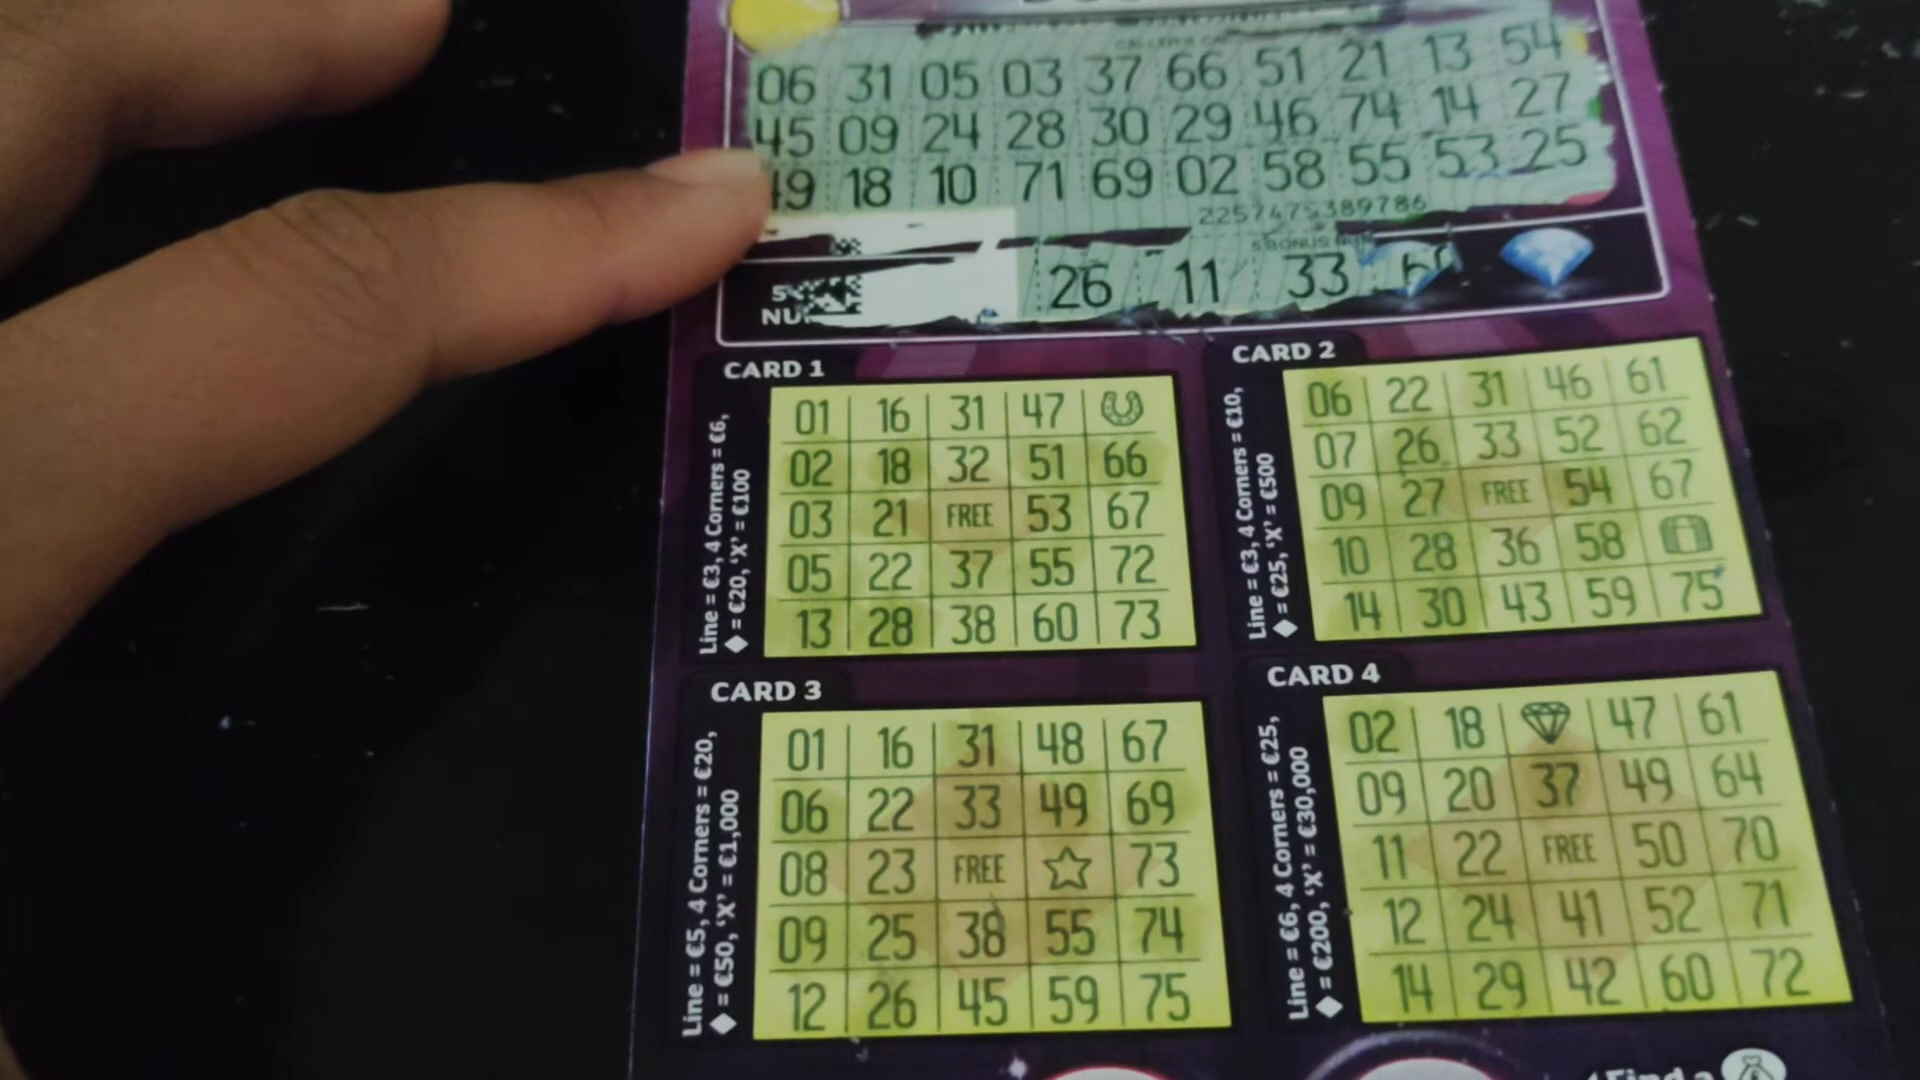 06 31 05 03 37 66 51 21 13 54
45 09 24 28 30 29 46 74 14 27
49 18 10 71 69 02 58 55 53 25
2257475389786
26 11 33
CARD 1
Line = €3, 4 Corners = €6,
◆ = €20, 'X' = €100
01 16 31 47
02 18 32 51 66
03 21 FREE 53 67
05 22 37 55 72
13 28 38 60 73
CARD 2
Line = €3, 4 Corners = €10,
◆ = €25, 'X' = €500
06 22 31 46 61
07 26 33 52 62
09 27 FREE 54 67
10 28 36 58
14 30 43 59 75
CARD 3
Line = €5, 4 Corners = €20,
◆ = €50, 'X' = €1,000
01 16 31 48 67
06 22 33 49 69
08 23 FREE 73
09 25 38 55 74
12 26 45 59 75
CARD 4
Line = €6, 4 Corners = €25,
◆ = €200, 'X' = €30,000
02 18 47 61
09 20 37 49 64
11 22 FREE 50 70
12 24 41 52 71
14 29 42 60 72
Find a